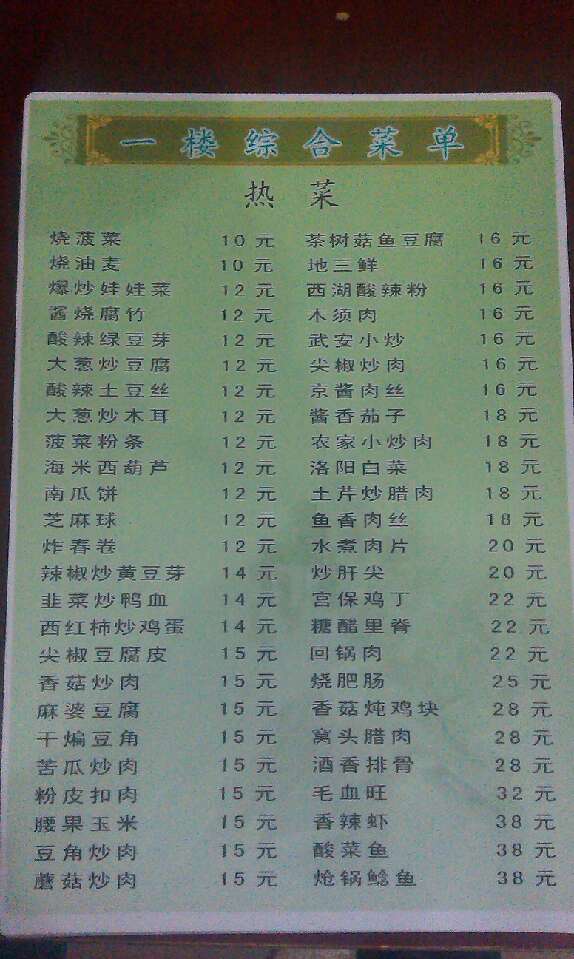 一楼综合菜单
热菜
烧菠菜 10元
烧油麦 10元
爆炒娃娃菜 12元
酱烧腐竹 12元
酸辣绿豆芽 12元
大葱炒豆腐 12元
酸辣土豆丝 12元
大葱炒木耳 12元
菠菜粉条 12元
海米西葫芦 12元
南瓜饼 12元
芝麻球 12元
炸春卷 12元
辣椒炒黄豆芽 14元
韭菜炒鸭血 14元
西红柿炒鸡蛋 14元
尖椒豆腐皮 15元
香菇炒肉 15元
麻婆豆腐 15元
干煸豆角 15元
苦瓜炒肉 15元
粉皮扣肉 15元
腰果玉米 15元
豆角炒肉 15元
蘑菇炒肉 15元
茶树菇鱼豆腐 16元
地三鲜 16元
西湖酸辣粉 16元
木须肉 16元
武安小炒 16元
尖椒炒肉 16元
京酱肉丝 16元
酱香茄子 18元
农家小炒肉 18元
洛阳白菜 18元
土芹炒腊肉 18元
鱼香肉丝 18元
水煮肉片 20元
炒肝尖 20元
宫保鸡丁 22元
糖醋里脊 22元
回锅肉 22元
烧肥肠 25元
香菇炖鸡块 28元
窝头腊肉 28元
酒香排骨 28元
毛血旺 32元
香辣虾 38元
酸菜鱼 38元
炝锅鲶鱼 38元